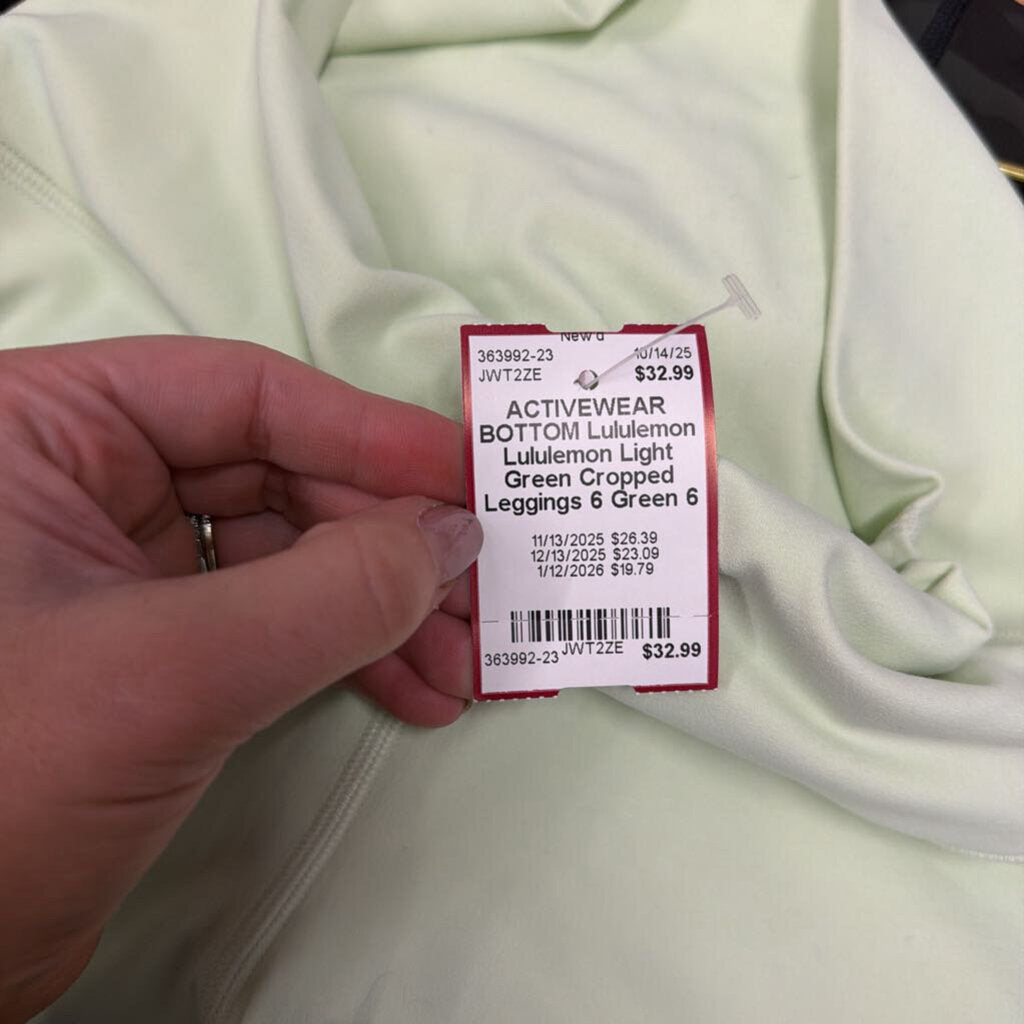 363992-23 10/14/25
JWT2ZE $32.99
ACTIVEWEAR
BOTTOM Lululemon
Lululemon Light
Green Cropped
Leggings 6 Green 6
11/13/2025 $26.39
12/13/2025 $23.09
1/12/2026 $19.79
363992-23 JWT2ZE $32.99